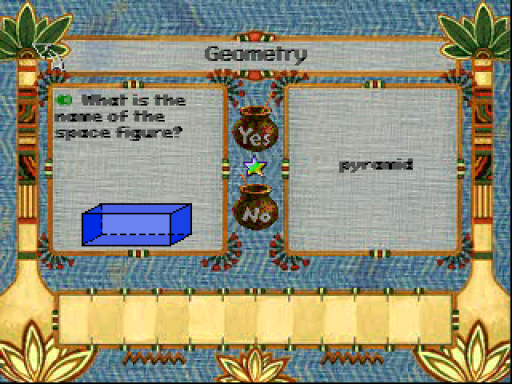 Geometry
What is the
name of the
space figure?
Yes
No
pyramid